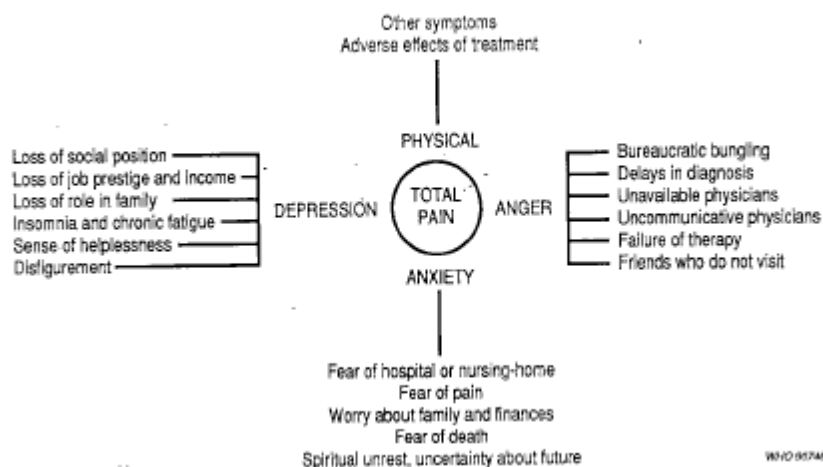 Other symptoms
Adverse effects of treatment
PHYSICAL
Loss of social position
Loss of job prestige and income
Loss of role in family
Insomnia and chronic fatigue
Sense of helplessness
Disfigurement
DEPRESSION
TOTAL
PAIN
ANGER
Bureaucratic bungling
Delays in diagnosis
Unavailable physicians
Uncommunicative physicians
Failure of therapy
Friends who do not visit
ANXIETY
Fear of hospital or nursing-home
Fear of pain
Worry about family and finances
Fear of death
Spiritual unrest, uncertainty about future
WHO